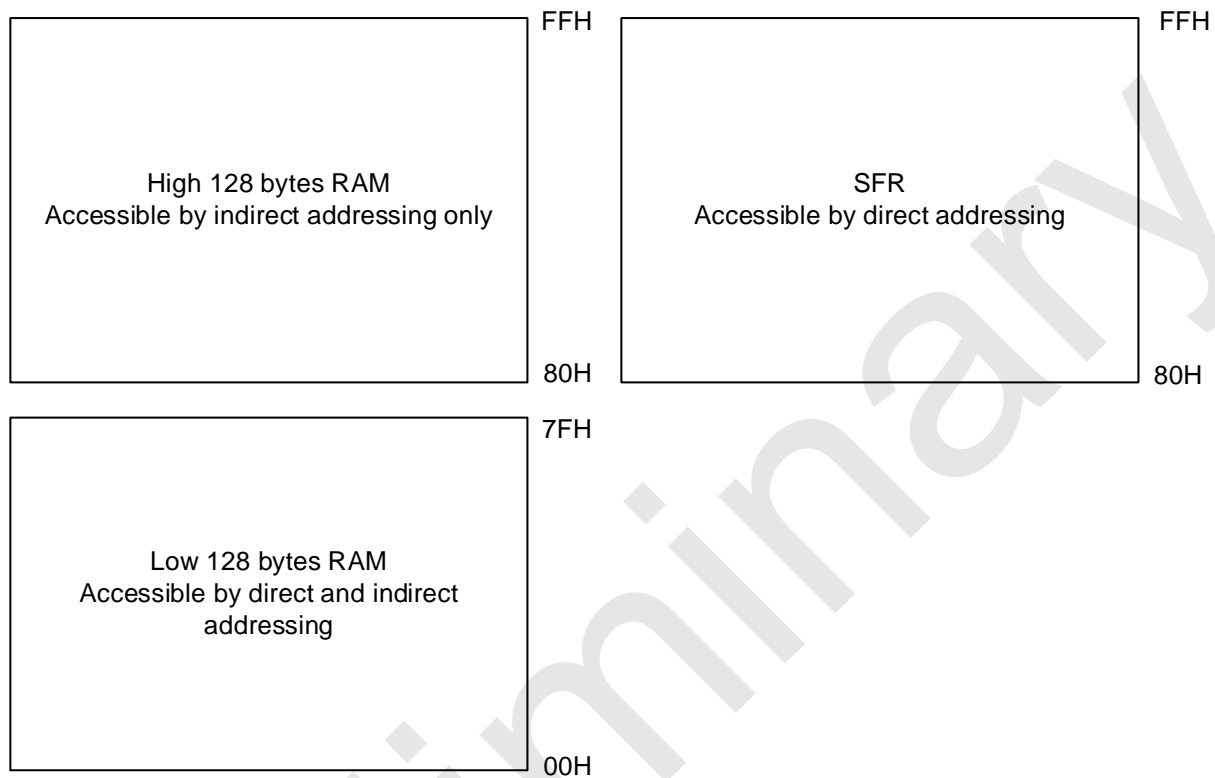 FFH
High 128 bytes RAM
Accessible by indirect addressing only
80H
FFH
SFR
Accessible by direct addressing
80H
7FH
Low 128 bytes RAM
Accessible by direct and indirect
addressing
00H
iminary